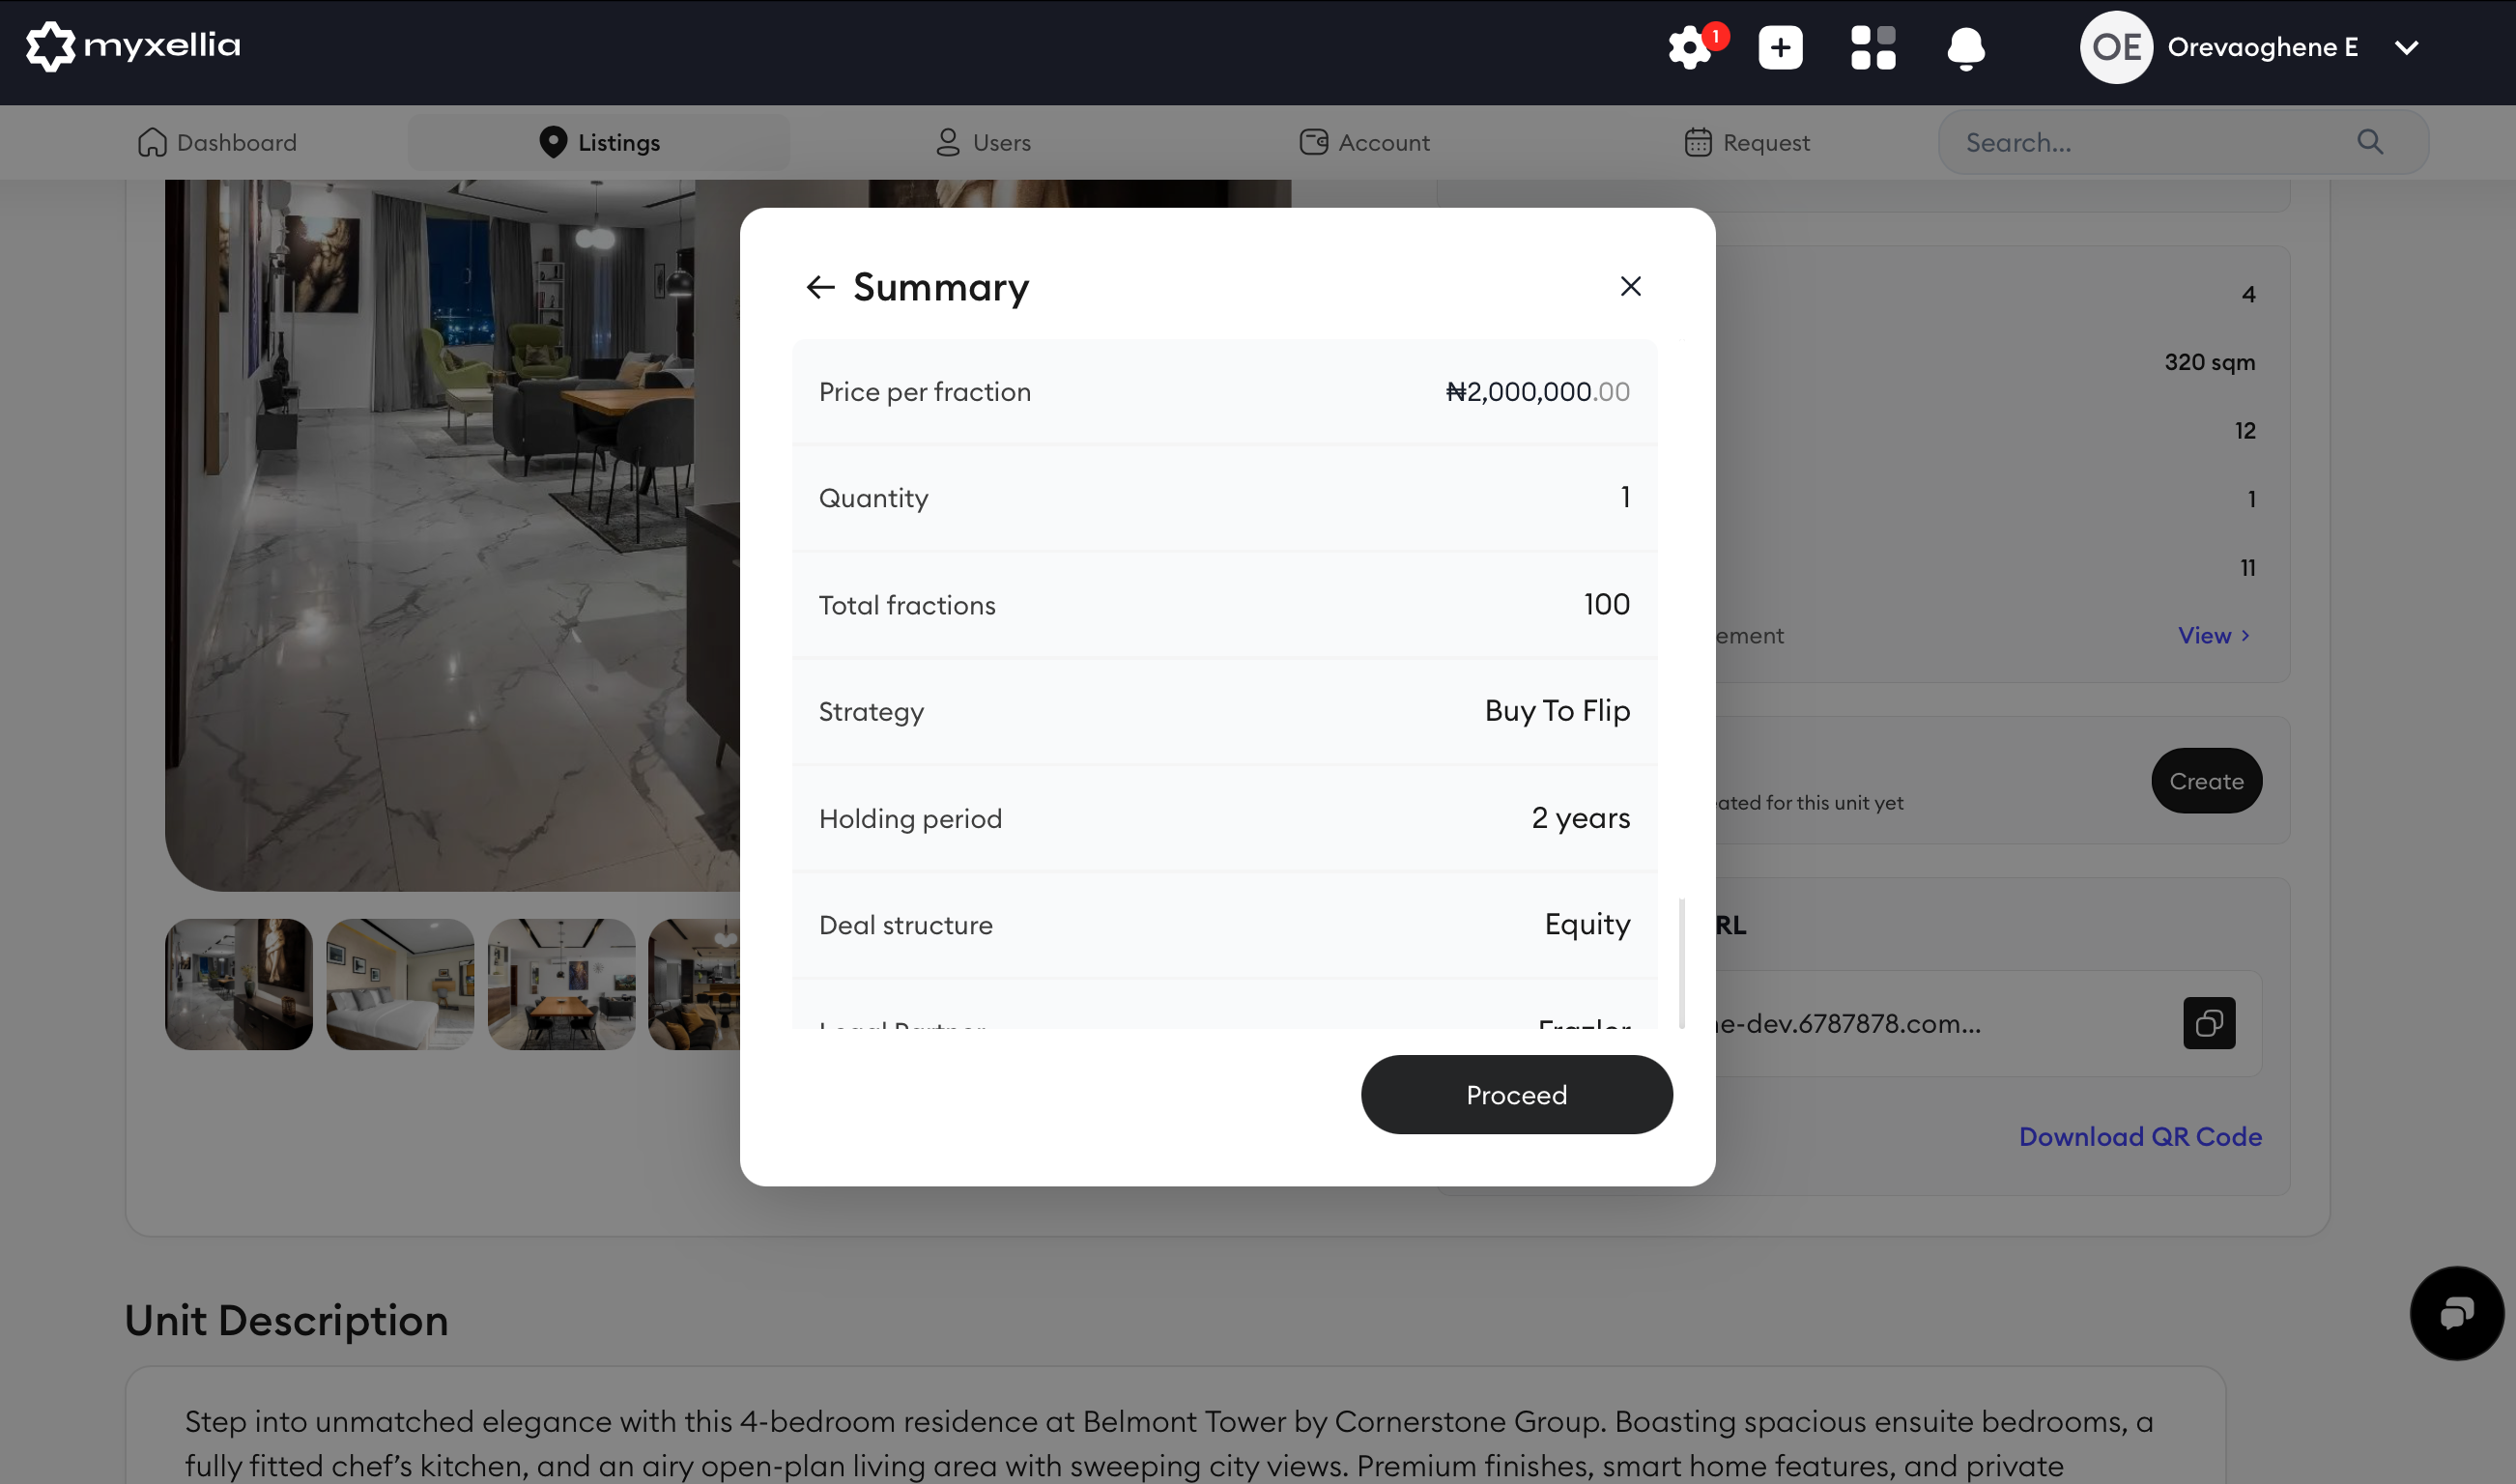 myxellia
1
OE
Orevaoghene E
Dashboard
Listings
Users
Account
Request
Search...
Summary
Price per fraction
₦2,000,000.00
Quantity
1
Total fractions
100
Strategy
Buy To Flip
Holding period
2 years
Deal structure
Equity
Proceed
4
320 sqm
12
1
11
ement
View
Create
ated for this unit yet
RL
e-dev.6787878.com...
Download QR Code
Unit Description
Step into unmatched elegance with this 4-bedroom residence at Belmont Tower by Cornerstone Group. Boasting spacious ensuite bedrooms, a
fully fitted chef’s kitchen, and an airy open-plan living area with sweeping city views. Premium finishes, smart home features, and private